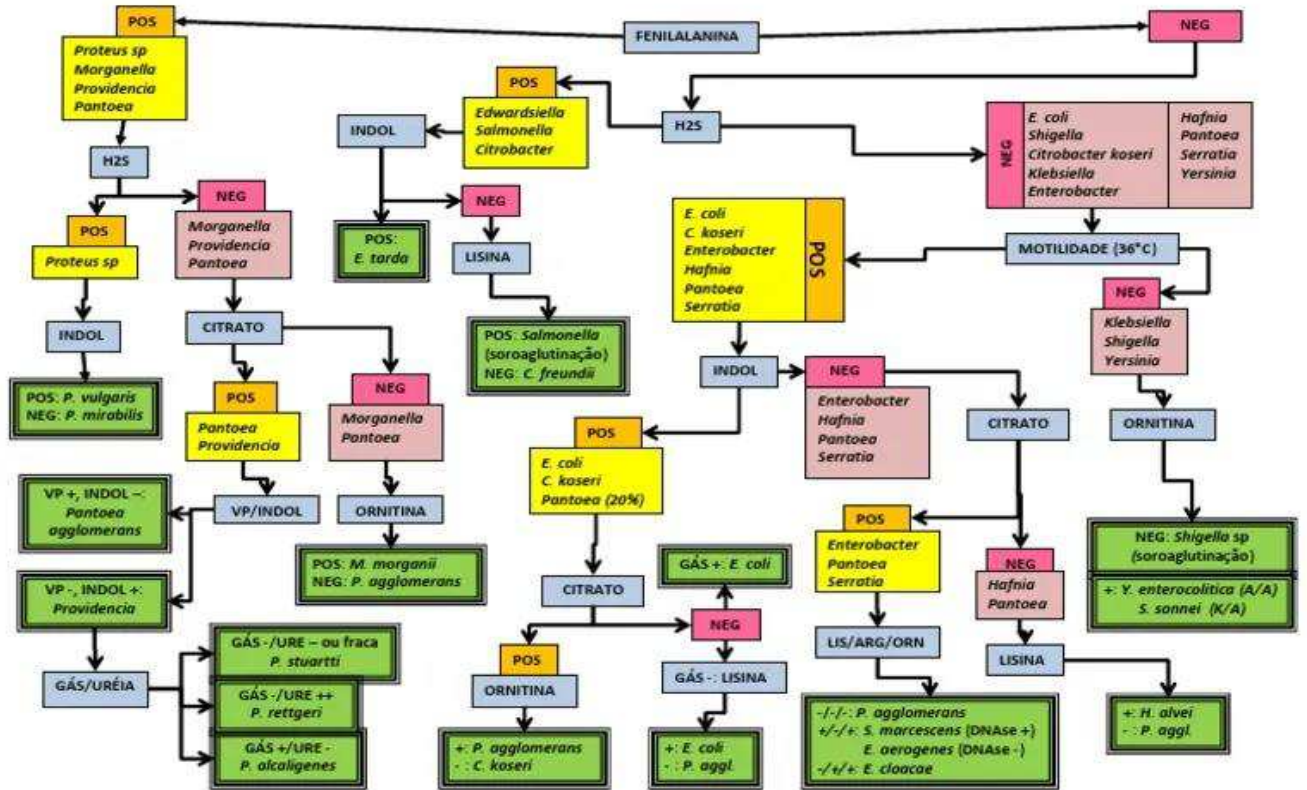 FENILALANINA
POS
Proteus sp
Morganella
Providencia
Pantoea
H2S
POS
Proteus sp
INDOL
POS: P. vulgaris
NEG: P. mirabilis
NEG
Morganella
Providencia
Pantoea
CITRATO
POS
Pantoea
Providencia
VP/INDOL
VP +, INDOL –:
Pantoea
agglomerans
VP -, INDOL +:
Providencia
GÁS/URÉIA
GÁS -/URE – ou fraca
P. stuartti
GÁS -/URE ++
P. rettgeri
GÁS +/URE -
P. alcaligenes
NEG
Morganella
Pantoea
ORNITINA
POS: M. morganii
NEG: P. agglomerans
NEG
H2S
POS
Edwardsiella
Salmonella
Citrobacter
INDOL
POS:
E. tarda
NEG
LISINA
POS: Salmonella
(soroaglutinação)
NEG: C. freundii
NEG
E. coli
Shigella
Citrobacter koseri
Klebsiella
Enterobacter
Hafnia
Pantoea
Serratia
Yersinia
MOTILIDADE (36°C)
POS
E. coli
C koseri
Enterobacter
Hafnia
Pantoea
Serratia
INDOL
POS
E. coli
C. koseri
Pantoea (20%)
CITRATO
POS
ORNITINA
+: P. agglomerans
- : C. koseri
NEG
GÁS +: E. coli
GÁS -: LISINA
+: E. coli
- : P. aggl.
NEG
Enterobacter
Hafnia
Pantoea
Serratia
CITRATO
POS
Enterobacter
Pantoea
Serratia
LIS/ARG/ORN
-/-/-: P. agglomerans
+/-/+: S. marcescens (DNAse +)
E. aerogenes (DNAse -)
-/+/+: E. cloacae
NEG
Hafnia
Pantoea
LISINA
+: H. alvei
- : P. aggl.
NEG
Klebsiella
Shigella
Yersinia
ORNITINA
NEG: Shigella sp
(soroaglutinação)
+: Y. enterocolitica (A/A)
S. sonnei (K/A)